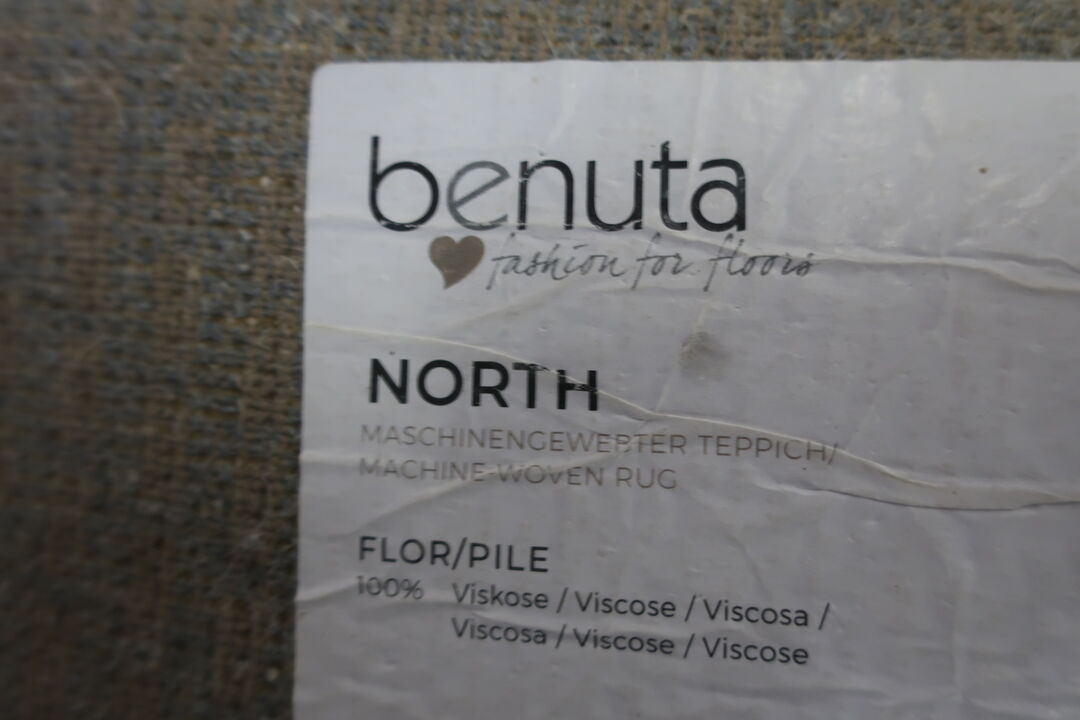 benuta
fashion for floors
NORTH
MASCHINENGEWEBTER TEPPICH/
MACHINE-WOVEN RUG
FLOR/PILE
100% Viskose / Viscose / Viscosa /
Viscosa / Viscose / Viscose